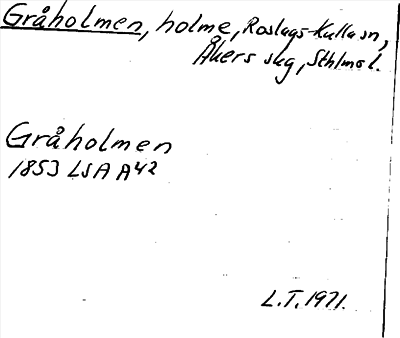 Gråholmen, holme, Roslags-Kulla sn,
Åkers skg, Sthlms l.
Gråholmen
1853 LSA A42
L.T. 1971.